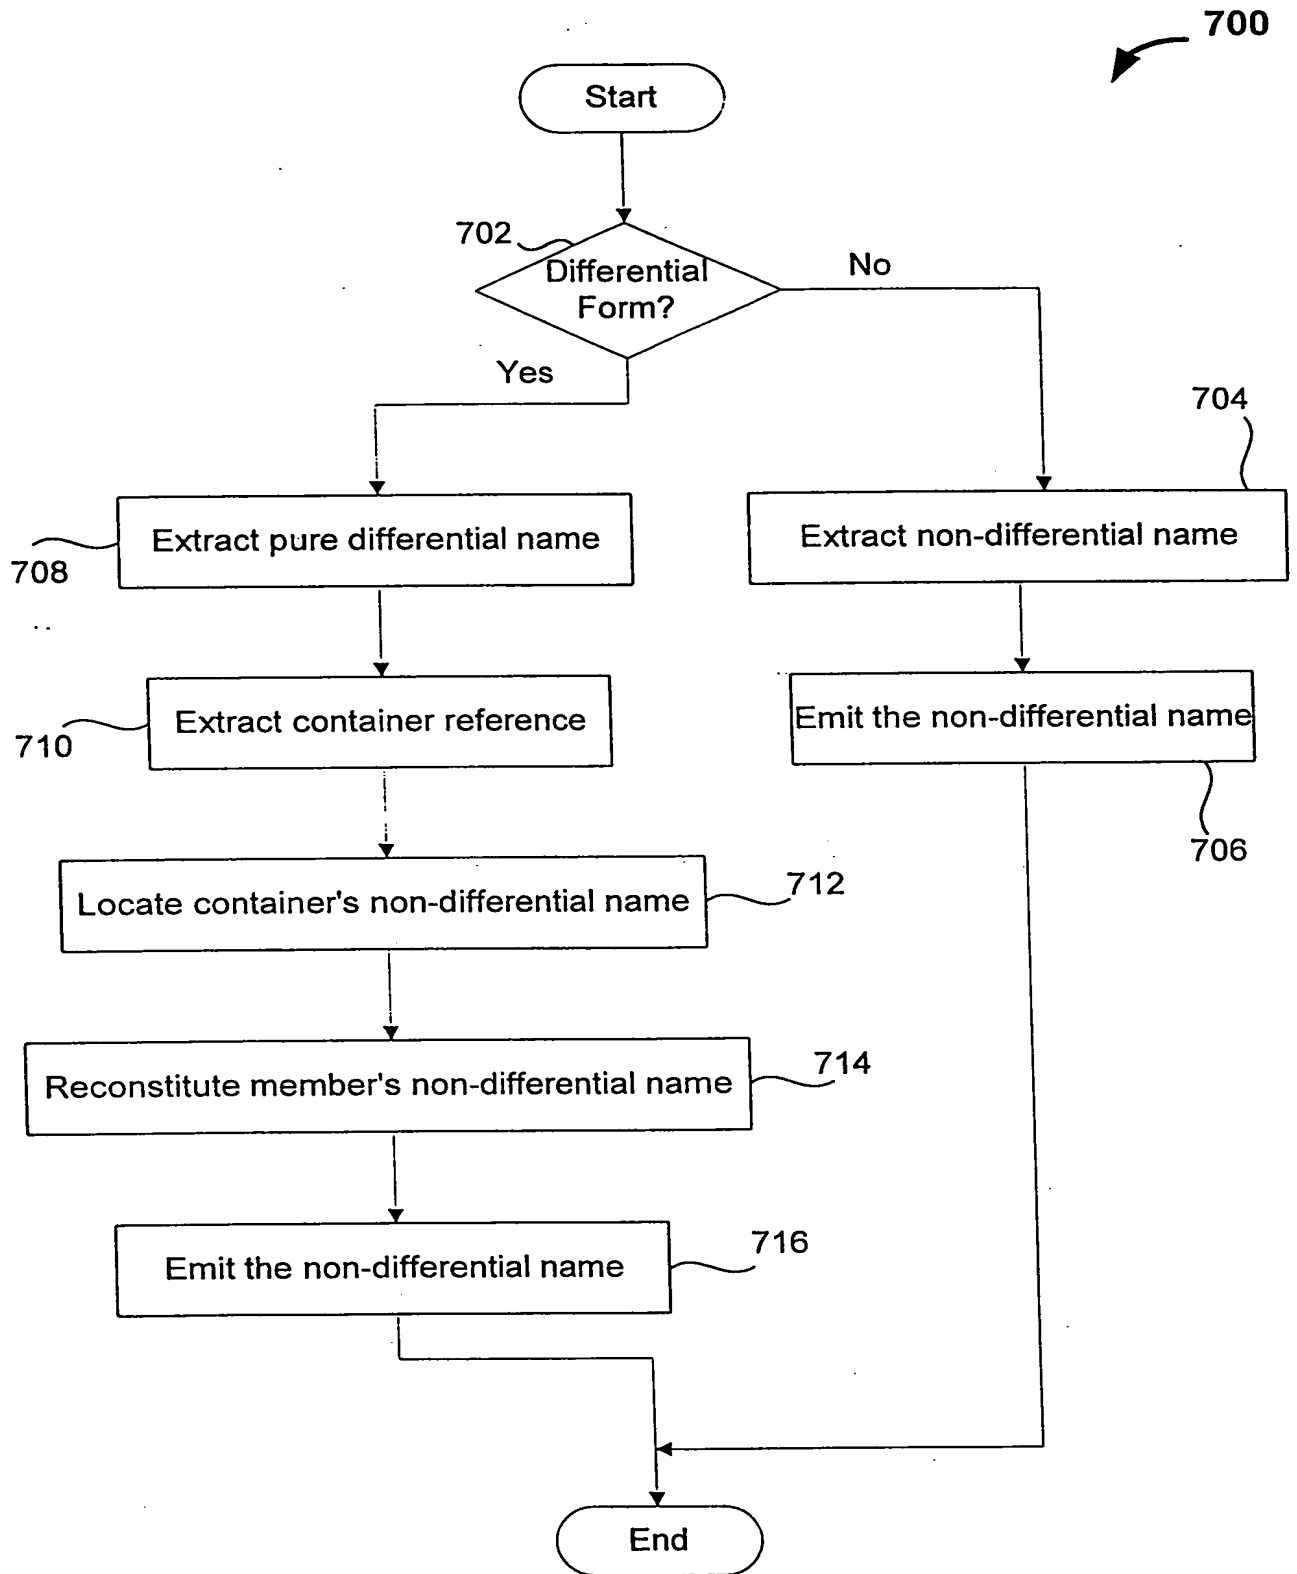 700
Start
702
Differential
Form?
No
Yes
704
Extract pure differential name
Extract non-differential name
708
Extract container reference
Emit the non-differential name
710
706
Locate container's non-differential name
712
Reconstitute member's non-differential name
714
Emit the non-differential name
716
End